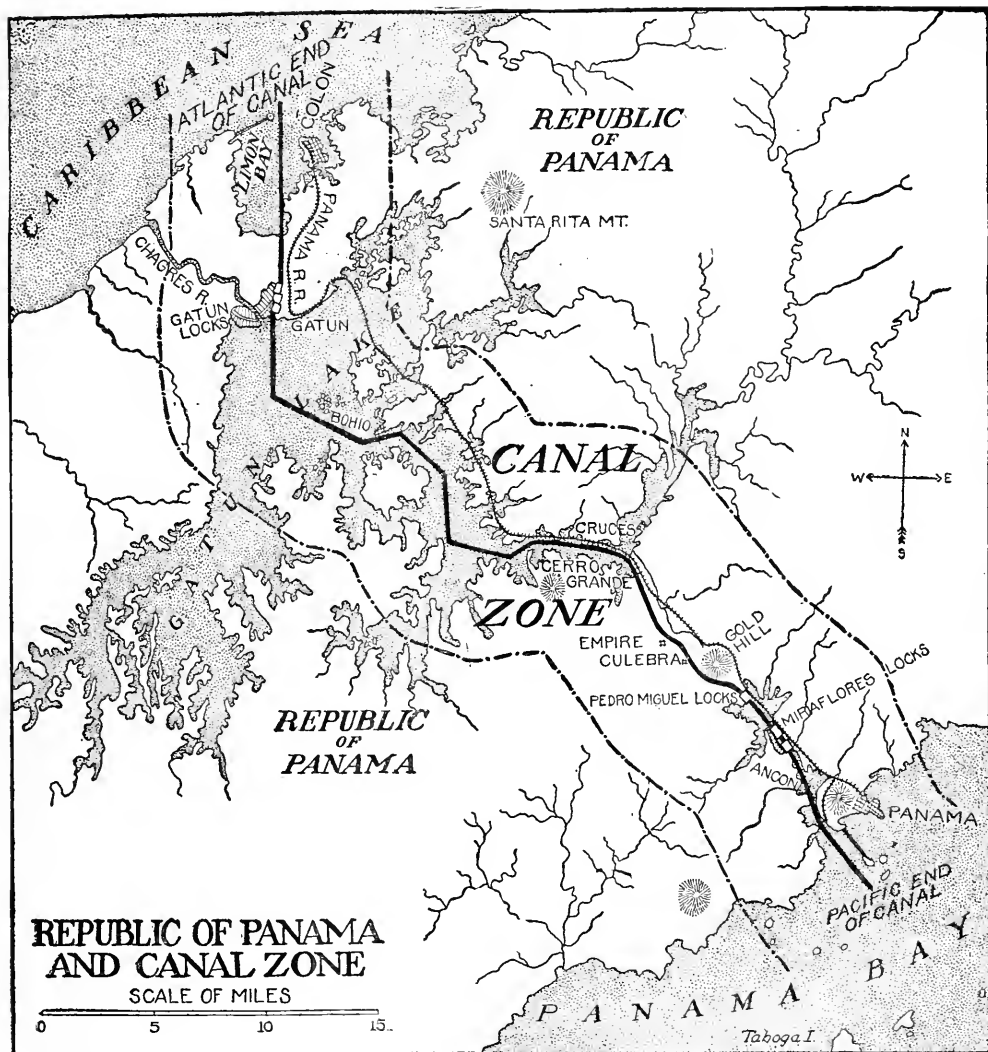 CARIBBEAN SEA
ATLANTIC END
OF CANAL
LIMON
BAY
COLON
PANAMA R.R.
REPUBLIC
OF
PANAMA
SANTA RITA MT.
CHAGRES R.
GATUN
LOCKS
GATUN
GATUN LAKE
BOHIO
CANAL
ZONE
N
W
E
S
CRUCES
CERRO
GRANDE
GOLD
HILL
EMPIRE
CULEBRA
PEDRO MIGUEL LOCKS
MIRAFLORES LOCKS
ANCON
PANAMA
REPUBLIC
OF
PANAMA
PACIFIC END
OF CANAL
PANAMA BAY
Taboga I.
REPUBLIC OF PANAMA
AND CANAL ZONE
SCALE OF MILES
0 5 10 15